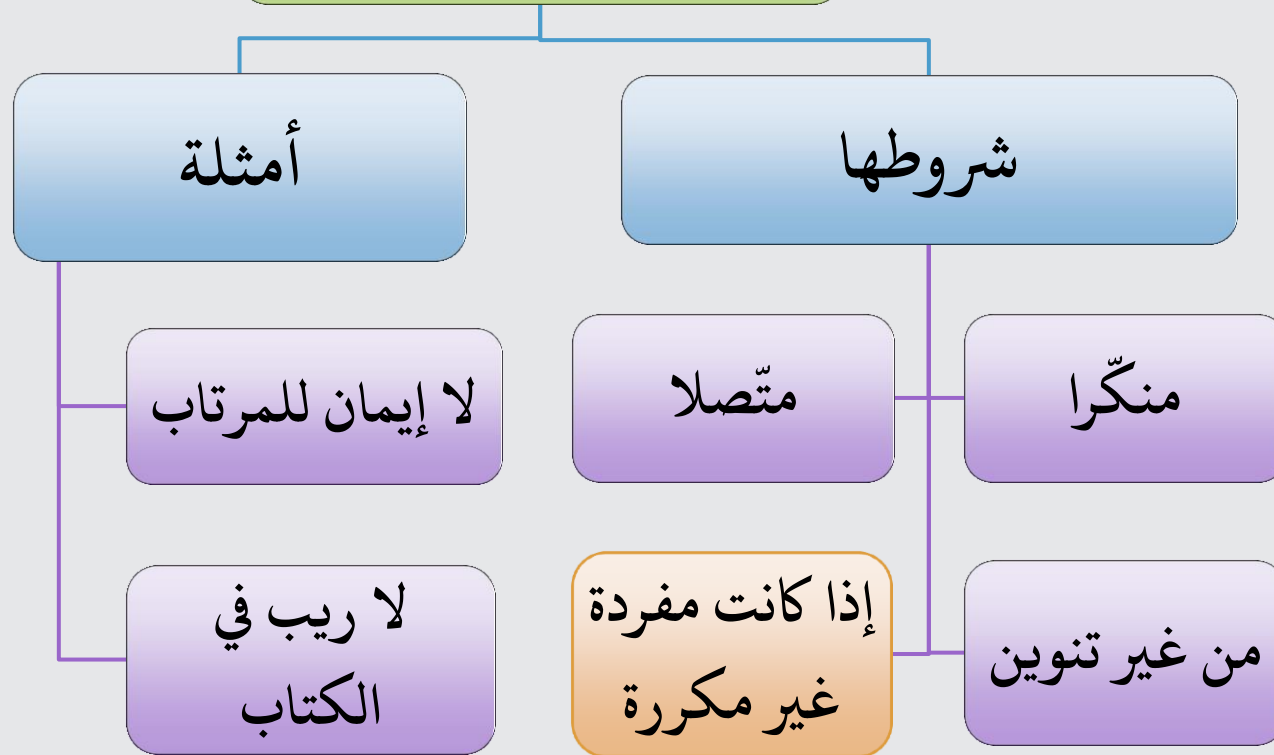 شروطها
أمثلة
منكّرا
متّصلا
لا إيمان للمرتاب
من غير تنوين
إذا كانت مفردة
غير مكررة
لا ريب في
الكتاب